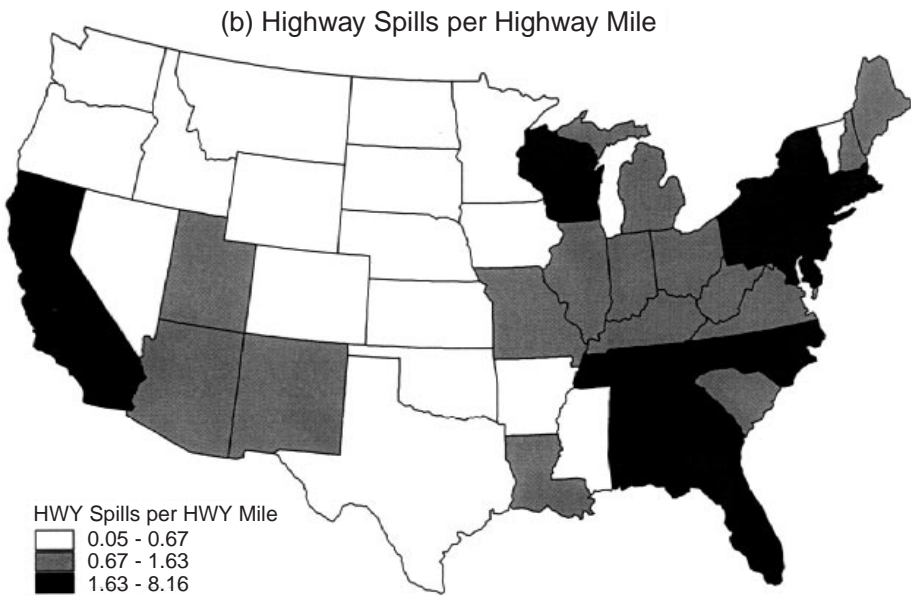 (b) Highway Spills per Highway Mile
HWY Spills per HWY Mile
0.05 - 0.67
0.67 - 1.63
1.63 - 8.16